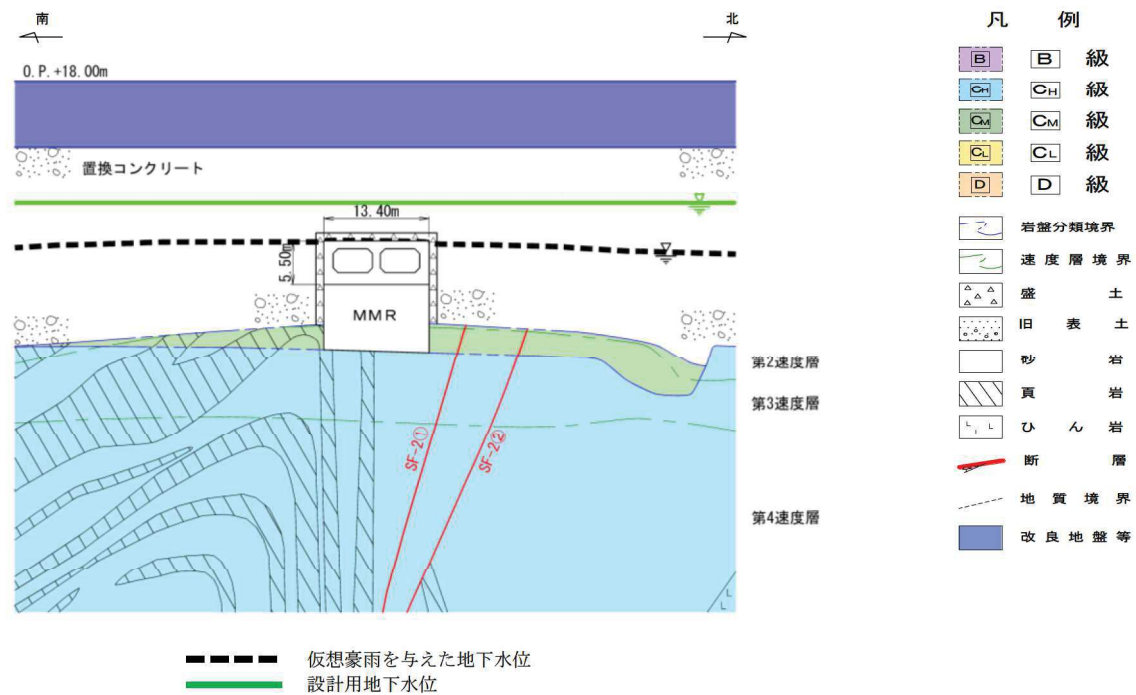 南
北
O.P.+18.00m
置換コンクリート
13.40m
5.50m
MMR
第2速度層
第3速度層
SF-2①
SF-2②
第4速度層
仮想豪雨を与えた地下水位
設計用地下水位
凡 例
B B 級
CH CH 級
CM CM 級
CL CL 級
D D 級
岩盤分類境界
速度層境界
盛 土
旧 表 土
砂 岩
頁 岩
ひ ん 岩
断 層
地 質 境 界
改 良 地 盤 等